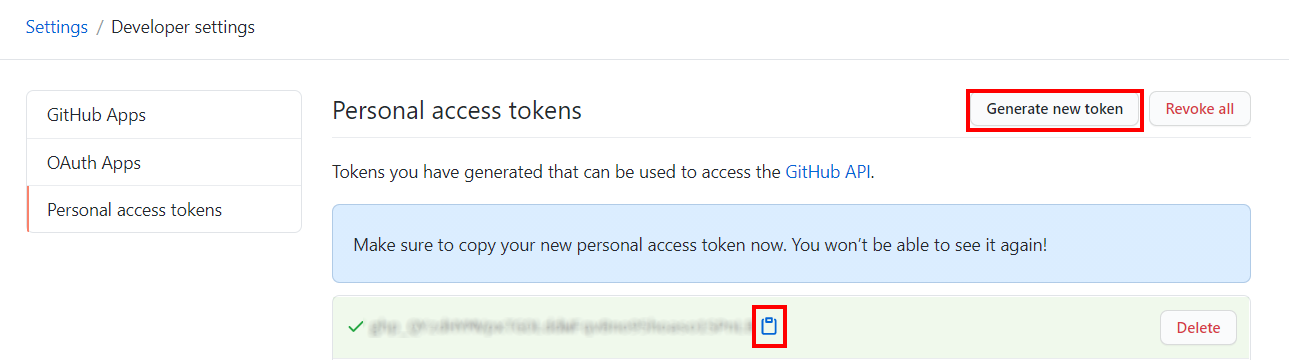 Settings / Developer settings
GitHub Apps
OAuth Apps
Personal access tokens
Personal access tokens
Generate new token
Revoke all
Tokens you have generated that can be used to access the GitHub API.
Make sure to copy your new personal access token now. You won't be able to see it again!
Delete